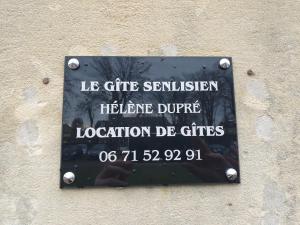 LE GÎTE SENLISIEN
HÉLÈNE DUPRÉ
LOCATION DE GÎTES
06 71 52 92 91